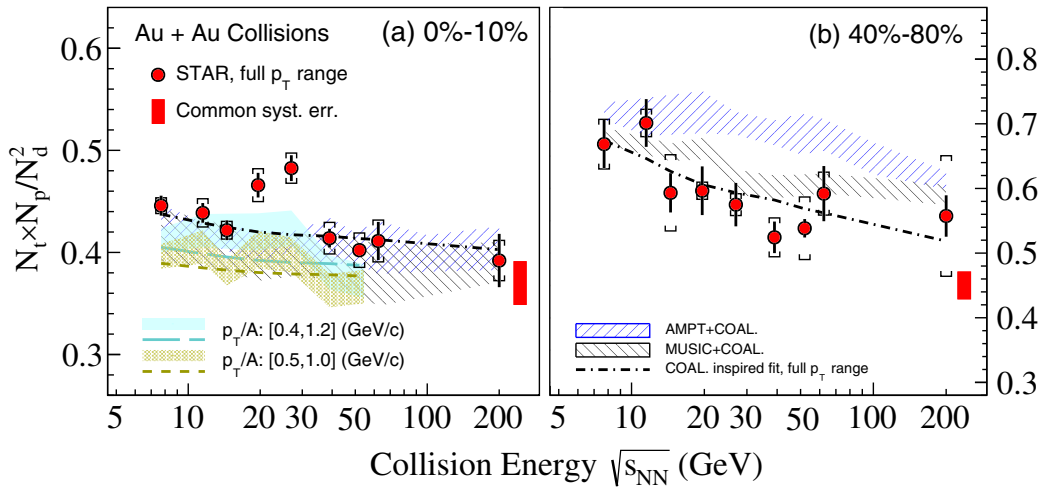 N_t×N_p/N_d^2
0.6
0.5
0.4
0.3
Au + Au Collisions
(a) 0%-10%
STAR, full p_T range
Common syst. err.
p_T/A: [0.4,1.2] (GeV/c)
p_T/A: [0.5,1.0] (GeV/c)
5 10 20 50 100 200
(b) 40%-80%
AMPT+COAL.
MUSIC+COAL.
COAL. inspired fit, full p_T range
0.8
0.7
0.6
0.5
0.4
0.3
5 10 20 50 100 200
Collision Energy √s_NN (GeV)